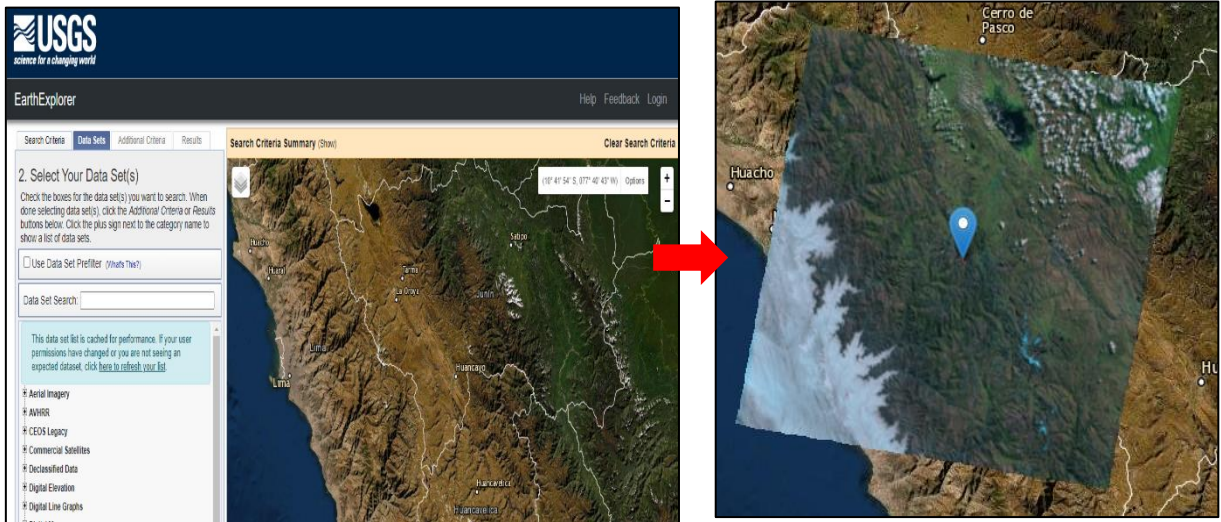 USGS
science for a changing world
EarthExplorer
Help Feedback Login
Search Criteria Data Sets Additional Criteria Results
Search Criteria Summary (Show)
Clear Search Criteria
2. Select Your Data Set(s)
Check the boxes for the data set(s) you want to search. When
done selecting data set(s), click the Additional Criteria or Results
buttons below. Click the plus sign next to the category name to
show a list of data sets.
Use Data Set Prefilter (What's This?)
Data Set Search:
This data set list is cached for performance. If your user
permissions have changed or you are not seeing an
expected dataset, click here to refresh your list.
Aerial Imagery
AVHRR
CEOS Legacy
Commercial Satellites
Declassified Data
Digital Elevation
Digital Line Graphs
Options
+
-
Satipo
Huacho
Huaral
Tarma
La Oroya
Junín
Lima
Lima
Huancayo
Huancavelica
Huancavelica
Cerro de
Pasco
Huacho
Hu